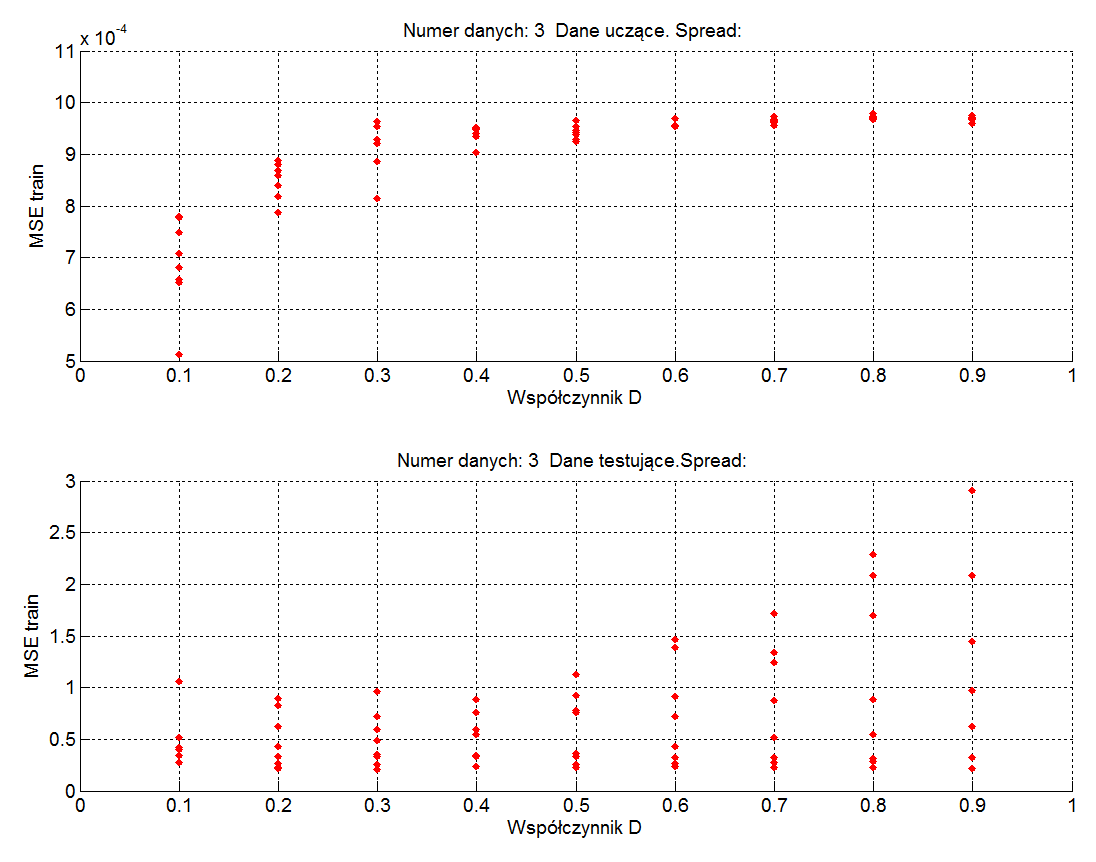 Numer danych: 3 Dane uczące. Spread:
x 10^-4
11
10
9
8
7
6
5
MSE train
0 0.1 0.2 0.3 0.4 0.5 0.6 0.7 0.8 0.9 1
Współczynnik D
Numer danych: 3 Dane testujące.Spread:
3
2.5
2
1.5
1
0.5
0
MSE train
0 0.1 0.2 0.3 0.4 0.5 0.6 0.7 0.8 0.9 1
Współczynnik D